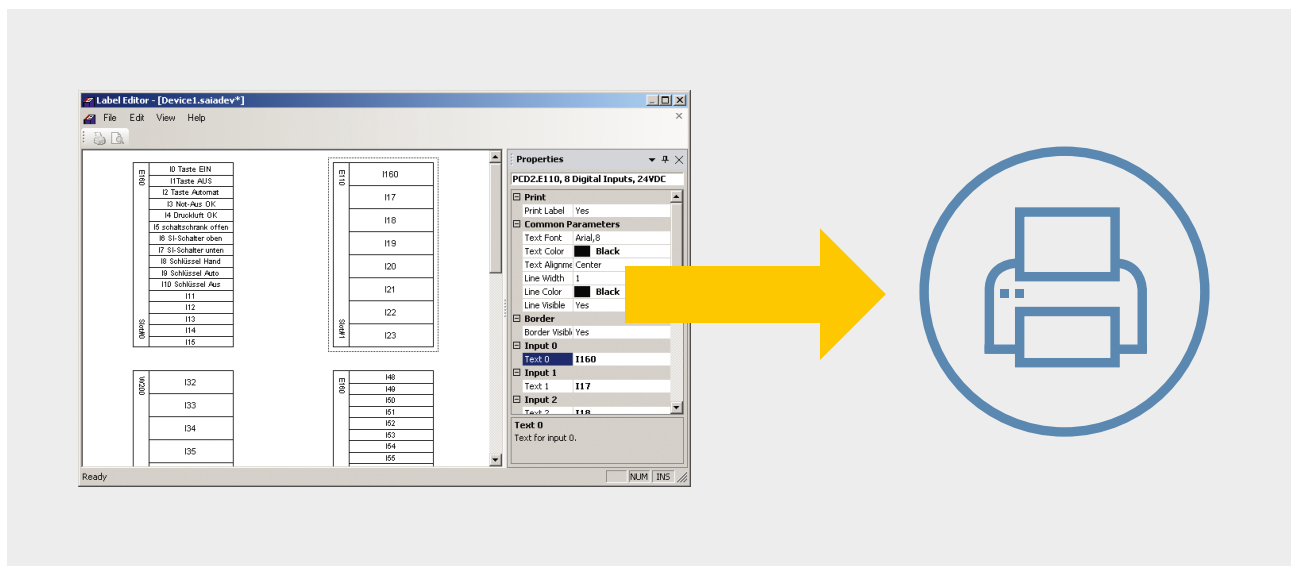 Label Editor - [Device1.saiadev*]
File Edit View Help
E160
I0 Taste EIN
I1Taste AUS
I2 Taste Automat
I3 Not-Aus OK
I4 Druckluft OK
I5 schaltschrank offen
I6 SI-Schalter oben
I7 SI-Schalter unten
I8 Schlüssel Hand
I9 Schlüssel Auto
I10 Schlüssel Aus
I11
I12
I13
I14
I15
Slot#0
E110
I160
I17
I18
I19
I20
I21
I22
I23
Slot#1
W200
I32
I33
I34
I35
E160
I48
I49
I50
I51
I52
I53
I54
I55
Properties
PCD2.E110, 8 Digital Inputs, 24VDC
Print
Print Label Yes
Common Parameters
Text Font Arial,8
Text Color Black
Text Alignme Center
Line Width 1
Line Color Black
Line Visible Yes
Border
Border Visibl Yes
Input 0
Text 0 I160
Input 1
Text 1 I17
Input 2
Text 2 I18
Text 0
Text for input 0.
Ready
NUM INS